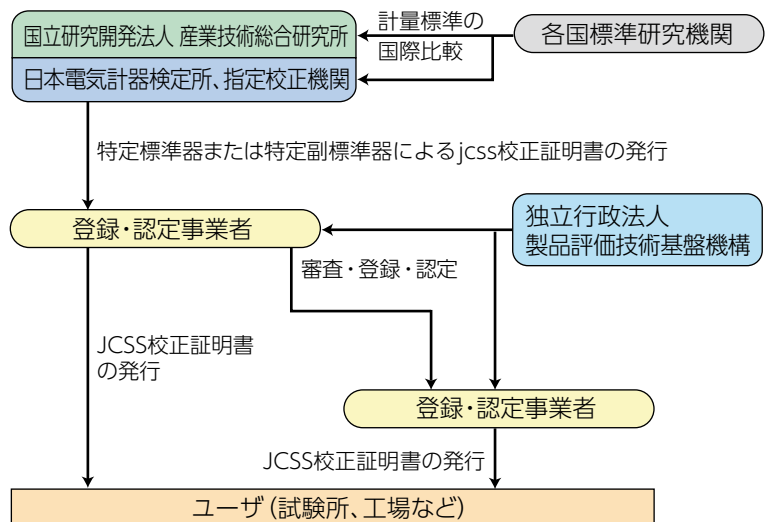 国立研究開発法人 産業技術総合研究所
日本電気計器検定所、指定校正機関
計量標準の
国際比較
各国標準研究機関
特定標準器または特定副標準器によるjcss校正証明書の発行
登録・認定事業者
独立行政法人
製品評価技術基盤機構
審査・登録・認定
JCSS校正証明書
の発行
登録・認定事業者
JCSS校正証明書の発行
ユーザ(試験所、工場など)